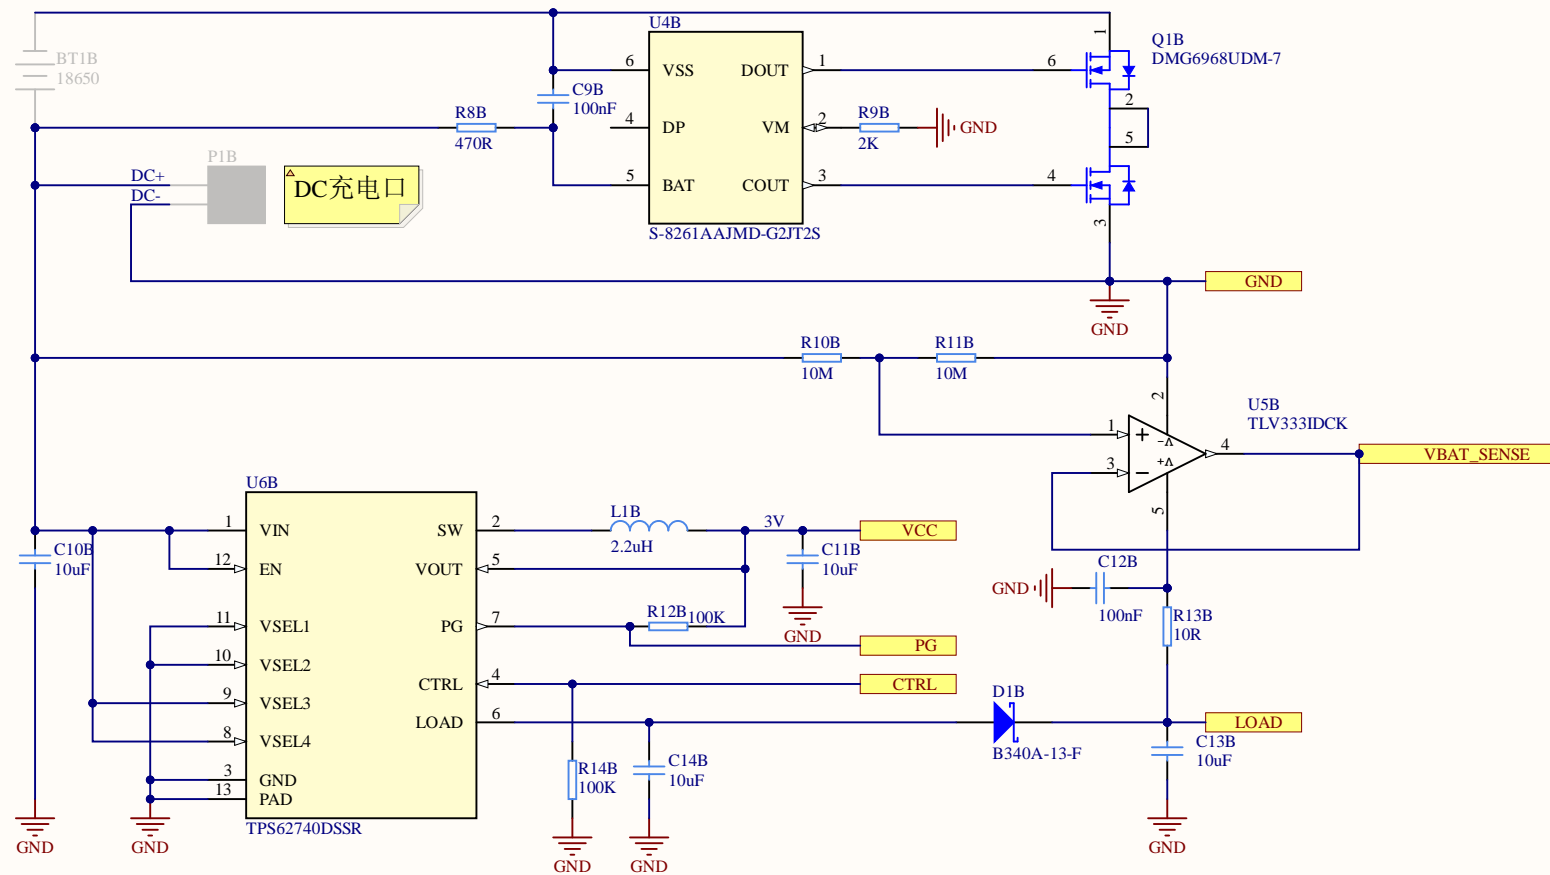 U4B
BT1B
18650
6
VSS
DOUT
1
C9B
100nF
4
DP
VM
2
R8B
470R
R9B
2K
GND
5
BAT
COUT
3
S-8261AAJMD-G2JT2S
1
Q1B
DMG6968UDM-7
6
2
5
4
3
P1B
DC+
DC-
DC充电口
GND
GND
R10B
10M
R11B
10M
2
U5B
TLV333IDCK
1
+
V-
V+
3
−
4
5
VBAT_SENSE
U6B
1
VIN
SW
2
L1B
2.2uH
3V
VCC
C10B
10uF
12
EN
VOUT
5
C11B
10uF
GND
11
VSEL1
PG
7
R12B
100K
PG
10
VSEL2
9
VSEL3
CTRL
4
CTRL
8
VSEL4
LOAD
6
3
GND
13
PAD
TPS62740DSSR
GND
GND
R14B
100K
GND
C14B
10uF
GND
D1B
B340A-13-F
GND
C12B
100nF
R13B
10R
LOAD
C13B
10uF
GND